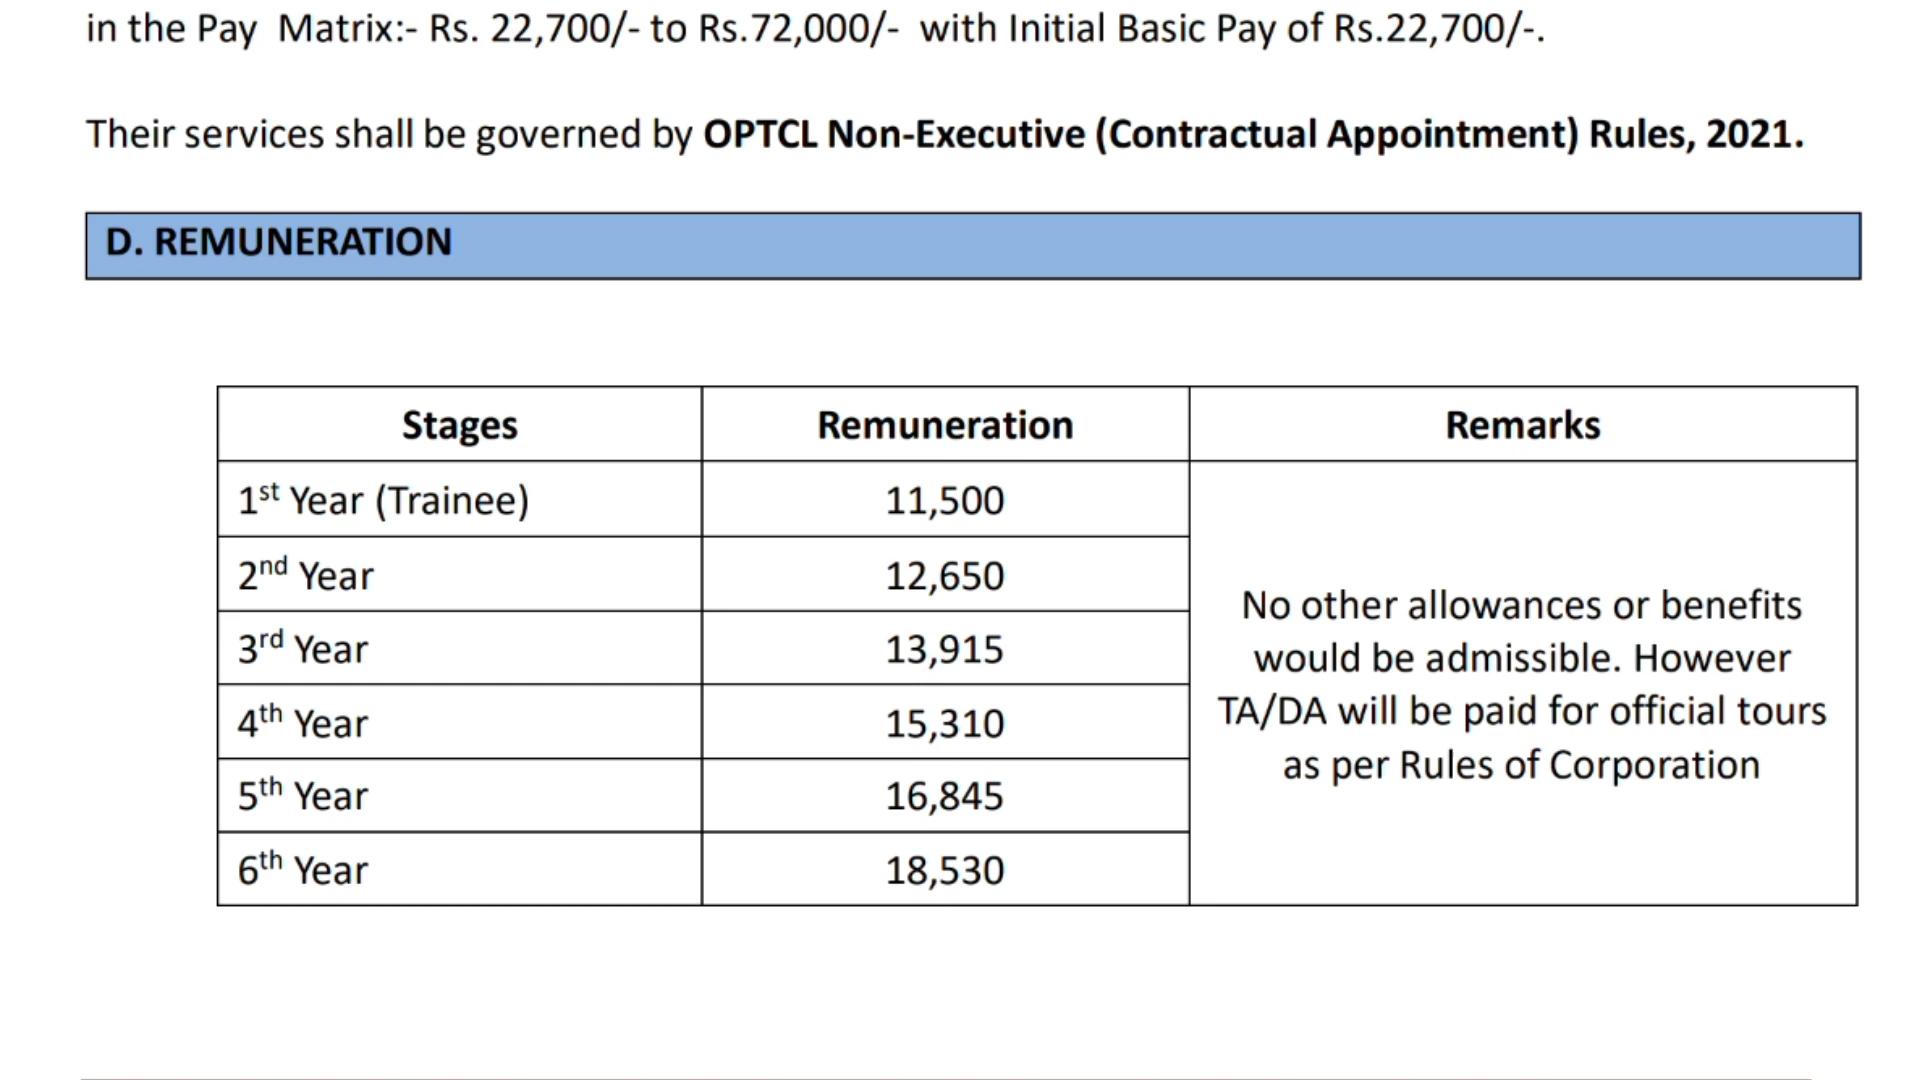 in the Pay Matrix:- Rs. 22,700/- to Rs.72,000/- with Initial Basic Pay of Rs.22,700/-.
Their services shall be governed by OPTCL Non-Executive (Contractual Appointment) Rules, 2021.
D. REMUNERATION
Stages Remuneration Remarks
1st Year (Trainee) 11,500
2nd Year 12,650
3rd Year 13,915
4th Year 15,310
5th Year 16,845
6th Year 18,530
No other allowances or benefits
would be admissible. However
TA/DA will be paid for official tours
as per Rules of Corporation